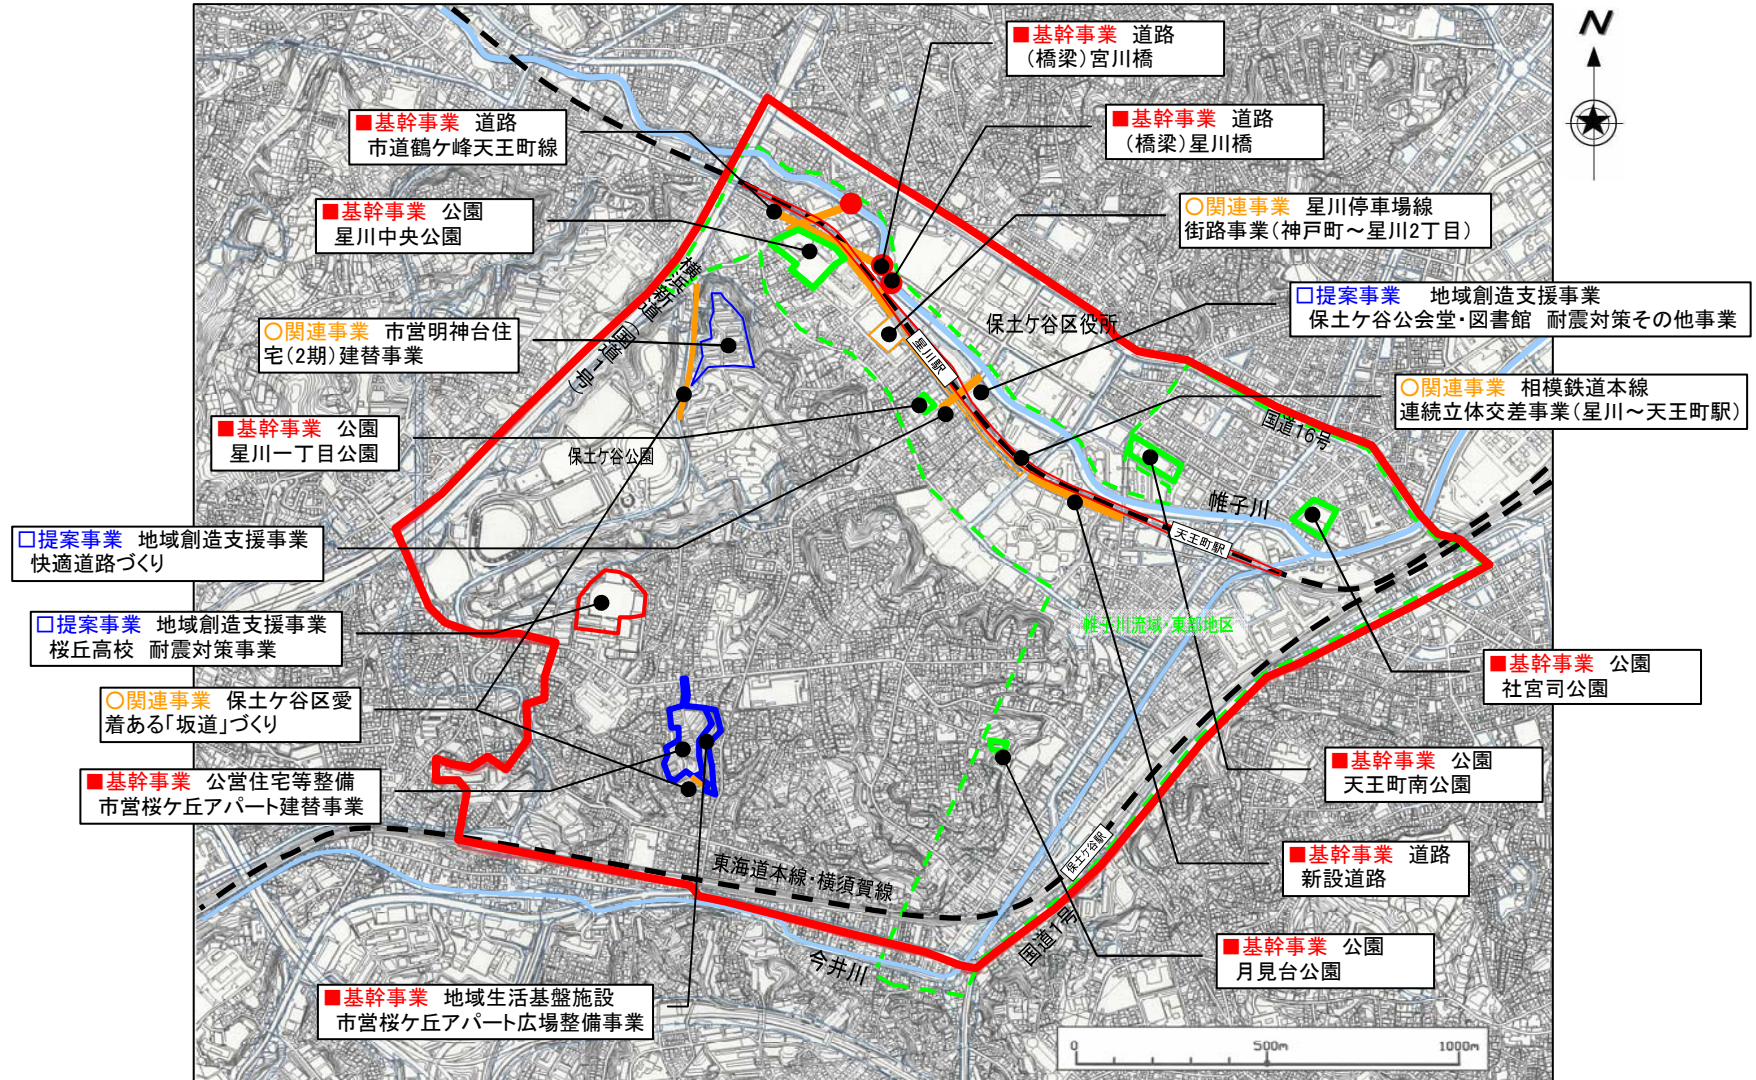 ■基幹事業 道路
(橋梁)宮川橋
N
■基幹事業 道路
市道鶴ケ峰天王町線
■基幹事業 道路
(橋梁)星川橋
■基幹事業 公園
星川中央公園
○関連事業 星川停車場線
街路事業(神戸町～星川2丁目)
□提案事業 地域創造支援事業
保土ケ谷公会堂・図書館 耐震対策その他事業
横浜新道(国道1号)
保土ケ谷区役所
○関連事業 市営明神台住
宅(2期)建替事業
星川駅
○関連事業 相模鉄道本線
連続立体交差事業(星川～天王町駅)
■基幹事業 公園
星川一丁目公園
保土ケ谷公園
国道16号
帷子川
天王町駅
□提案事業 地域創造支援事業
快適道路づくり
□提案事業 地域創造支援事業
桜丘高校 耐震対策事業
帷子川流域・東部地区
■基幹事業 公園
社宮司公園
○関連事業 保土ケ谷区愛
着ある「坂道」づくり
■基幹事業 公園
天王町南公園
■基幹事業 公営住宅等整備
市営桜ケ丘アパート建替事業
保土ケ谷駅
■基幹事業 道路
新設道路
東海道本線・横須賀線
国道1号
■基幹事業 公園
月見台公園
今井川
■基幹事業 地域生活基盤施設
市営桜ケ丘アパート広場整備事業
0 500m 1000m